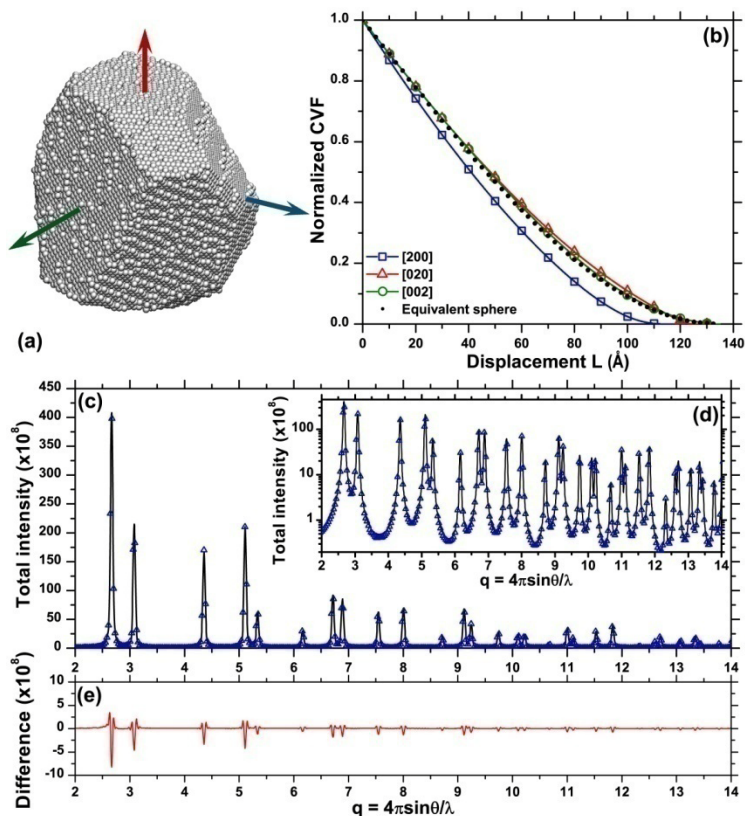 (a)
(b)
Normalized CVF
1.0
0.8
0.6
0.4
0.2
0.0
[200]
[020]
[002]
Equivalent sphere
0 20 40 60 80 100 120 140
Displacement L (Å)
(c)
Total intensity (x10⁸)
450
400
350
300
250
200
150
100
50
0
2 3 4 5 6 7 8 9 10 11 12 13 14
(d)
Total intensity (x10⁸)
100
10
1
2 3 4 5 6 7 8 9 10 11 12 13 14
q = 4πsinθ/λ
(e)
Difference (x10⁸)
10
5
0
-5
-10
2 3 4 5 6 7 8 9 10 11 12 13 14
q = 4πsinθ/λ